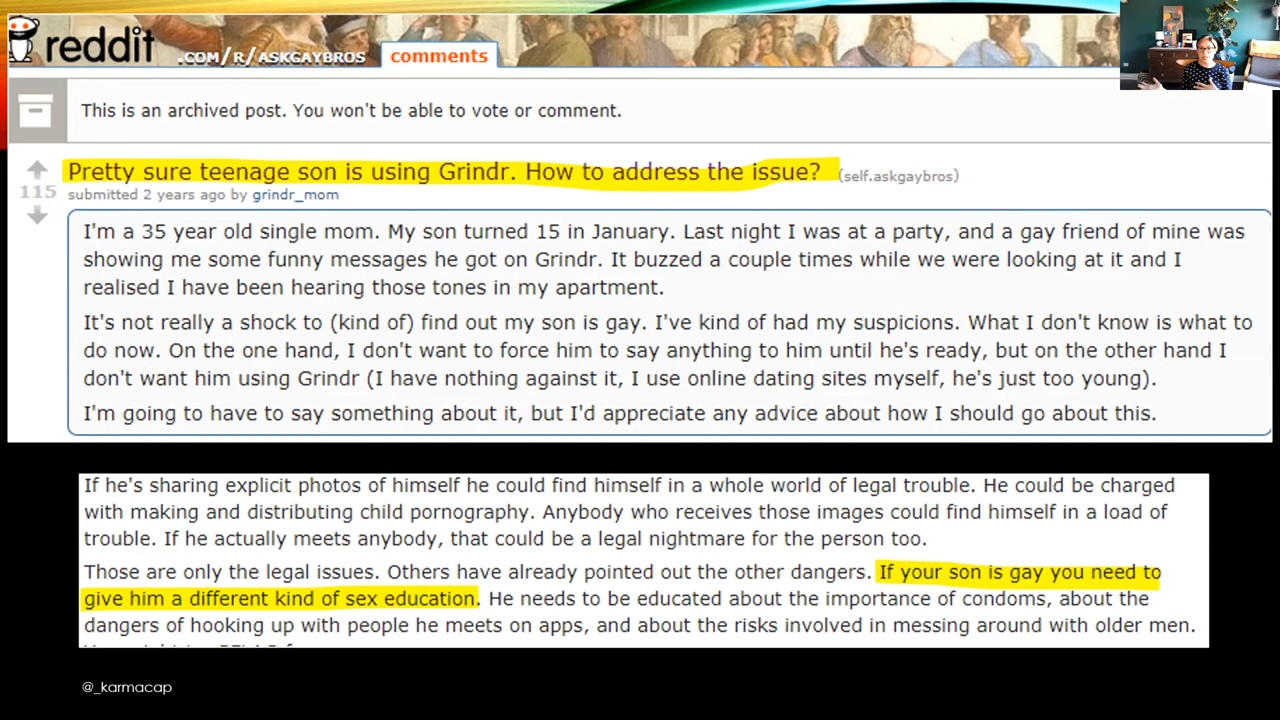 reddit .COM/R/ASKGAYBROS comments
This is an archived post. You won't be able to vote or comment.
Pretty sure teenage son is using Grindr. How to address the issue? (self.askgaybros)
115
submitted 2 years ago by grindr_mom
I'm a 35 year old single mom. My son turned 15 in January. Last night I was at a party, and a gay friend of mine was
showing me some funny messages he got on Grindr. It buzzed a couple times while we were looking at it and I
realised I have been hearing those tones in my apartment.
It's not really a shock to (kind of) find out my son is gay. I've kind of had my suspicions. What I don't know is what to
do now. On the one hand, I don't want to force him to say anything to him until he's ready, but on the other hand I
don't want him using Grindr (I have nothing against it, I use online dating sites myself, he's just too young).
I'm going to have to say something about it, but I'd appreciate any advice about how I should go about this.
If he's sharing explicit photos of himself he could find himself in a whole world of legal trouble. He could be charged
with making and distributing child pornography. Anybody who receives those images could find himself in a load of
trouble. If he actually meets anybody, that could be a legal nightmare for the person too.
Those are only the legal issues. Others have already pointed out the other dangers. If your son is gay you need to
give him a different kind of sex education. He needs to be educated about the importance of condoms, about the
dangers of hooking up with people he meets on apps, and about the risks involved in messing around with older men.
@_karmacap